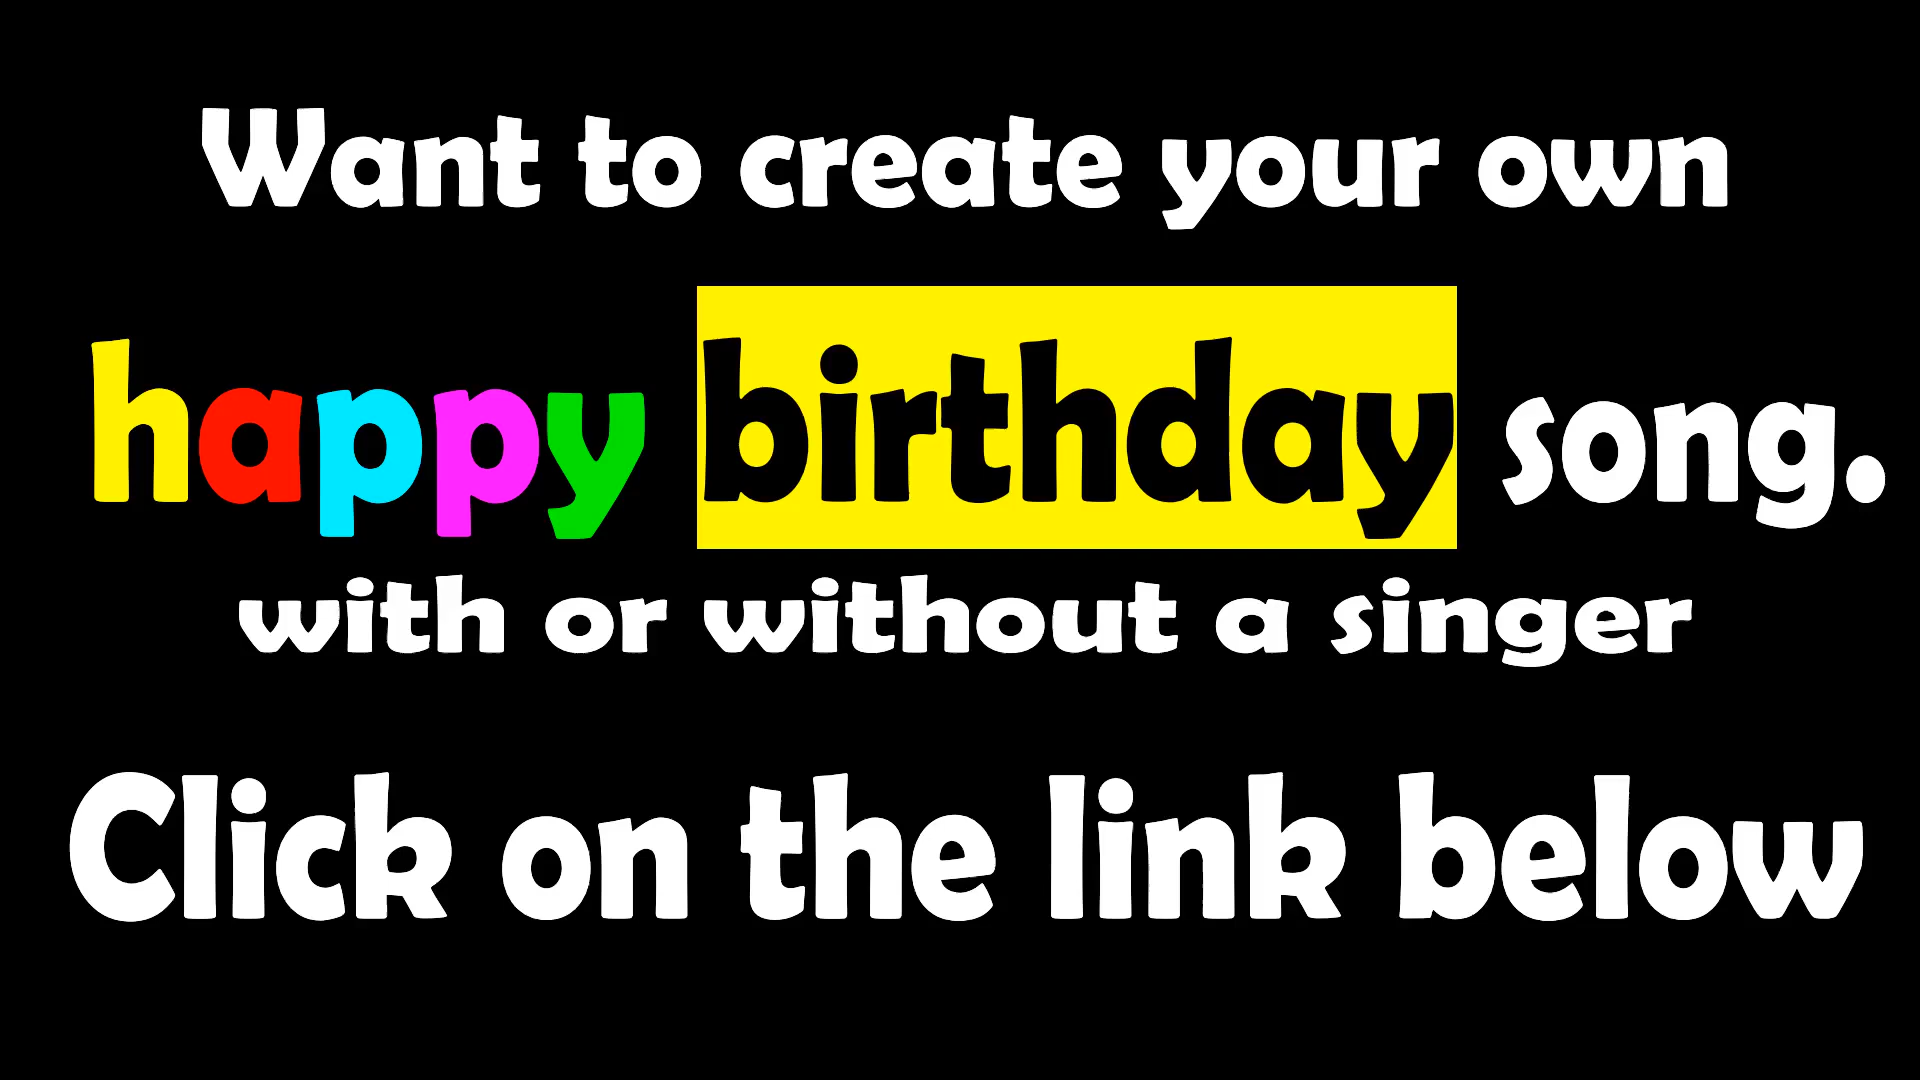 Want to create your own
happy birthday song.
with or without a singer
Click on the link below